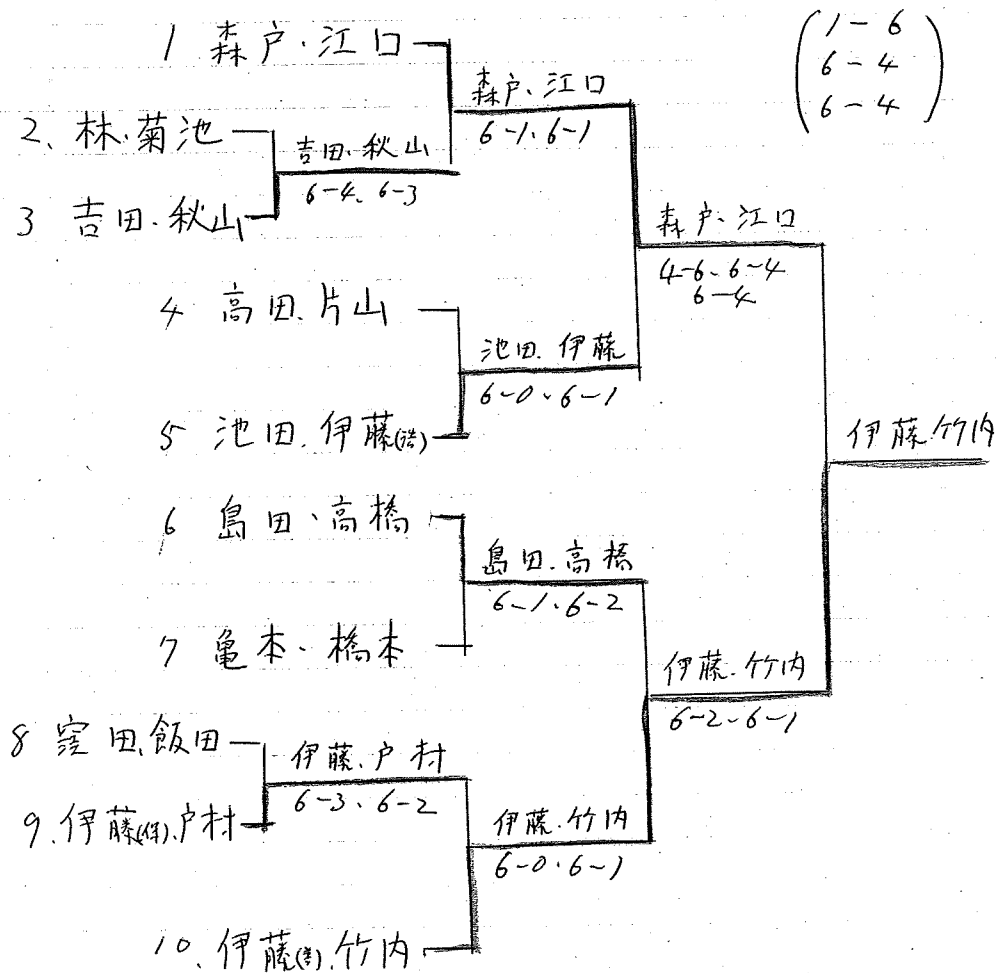 1 森戸・江口
森戸・江口
6-1、6-1
(1-6
6-4
6-4)
2、林・菊池
吉田・秋山
6-4、6-3
3 吉田・秋山
森戸・江口
4-6、6-4
6-4
4 高田・片山
池田・伊藤
6-0、6-1
5 池田・伊藤(浩)
伊藤・竹内
6 島田・高橋
島田・高橋
6-1、6-2
7 亀本・橋本
伊藤・竹内
6-2、6-1
8 窪田・飯田
伊藤・戸村
6-3、6-2
9、伊藤・戸村
伊藤・竹内
6-0、6-1
10、伊藤・竹内